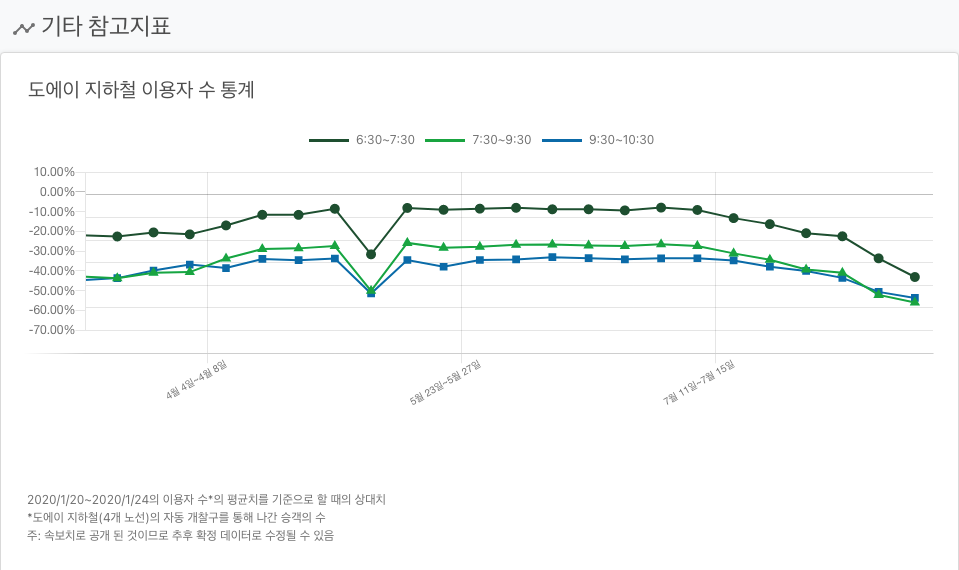 기타 참고지표
도에이 지하철 이용자 수 통계
6:30~7:30 7:30~9:30 9:30~10:30
10.00%
0.00%
-10.00%
-20.00%
-30.00%
-40.00%
-50.00%
-60.00%
-70.00%
4월 4일~4월 8일
5월 23일~5월 27일
7월 11일~7월 15일
2020/1/20~2020/1/24의 이용자 수*의 평균치를 기준으로 할 때의 상대치
*도에이 지하철(4개 노선)의 자동 개찰구를 통해 나간 승객의 수
주: 속보치로 공개 된 것이므로 추후 확정 데이터로 수정될 수 있음